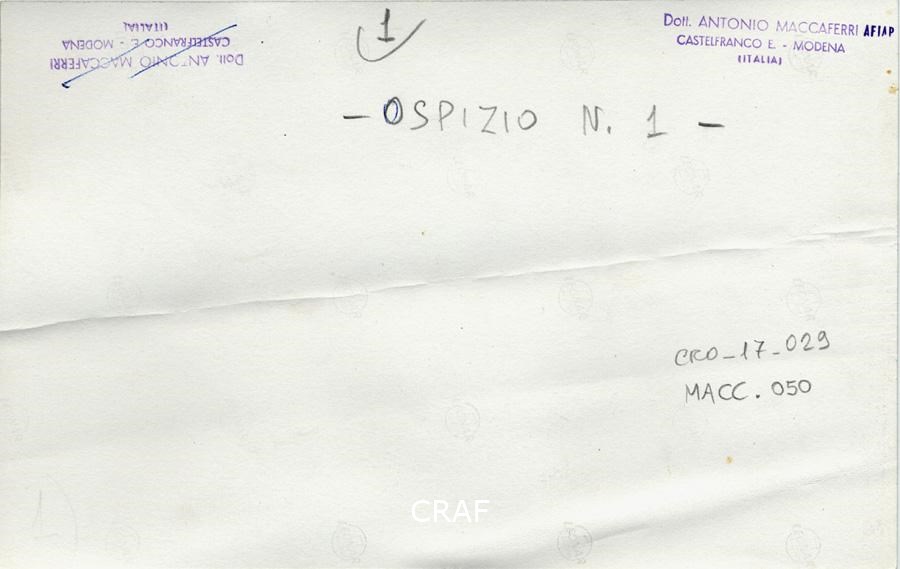 Dott. ANTONIO MACCAFERRI
CASTELFRANCO E. - MODENA
(ITALIA)
1
Dott. ANTONIO MACCAFERRI AFIAP
CASTELFRANCO E. - MODENA
(ITALIA)
- OSPIZIO N. 1 -
CRO_17_029
MACC. 050
CRAF